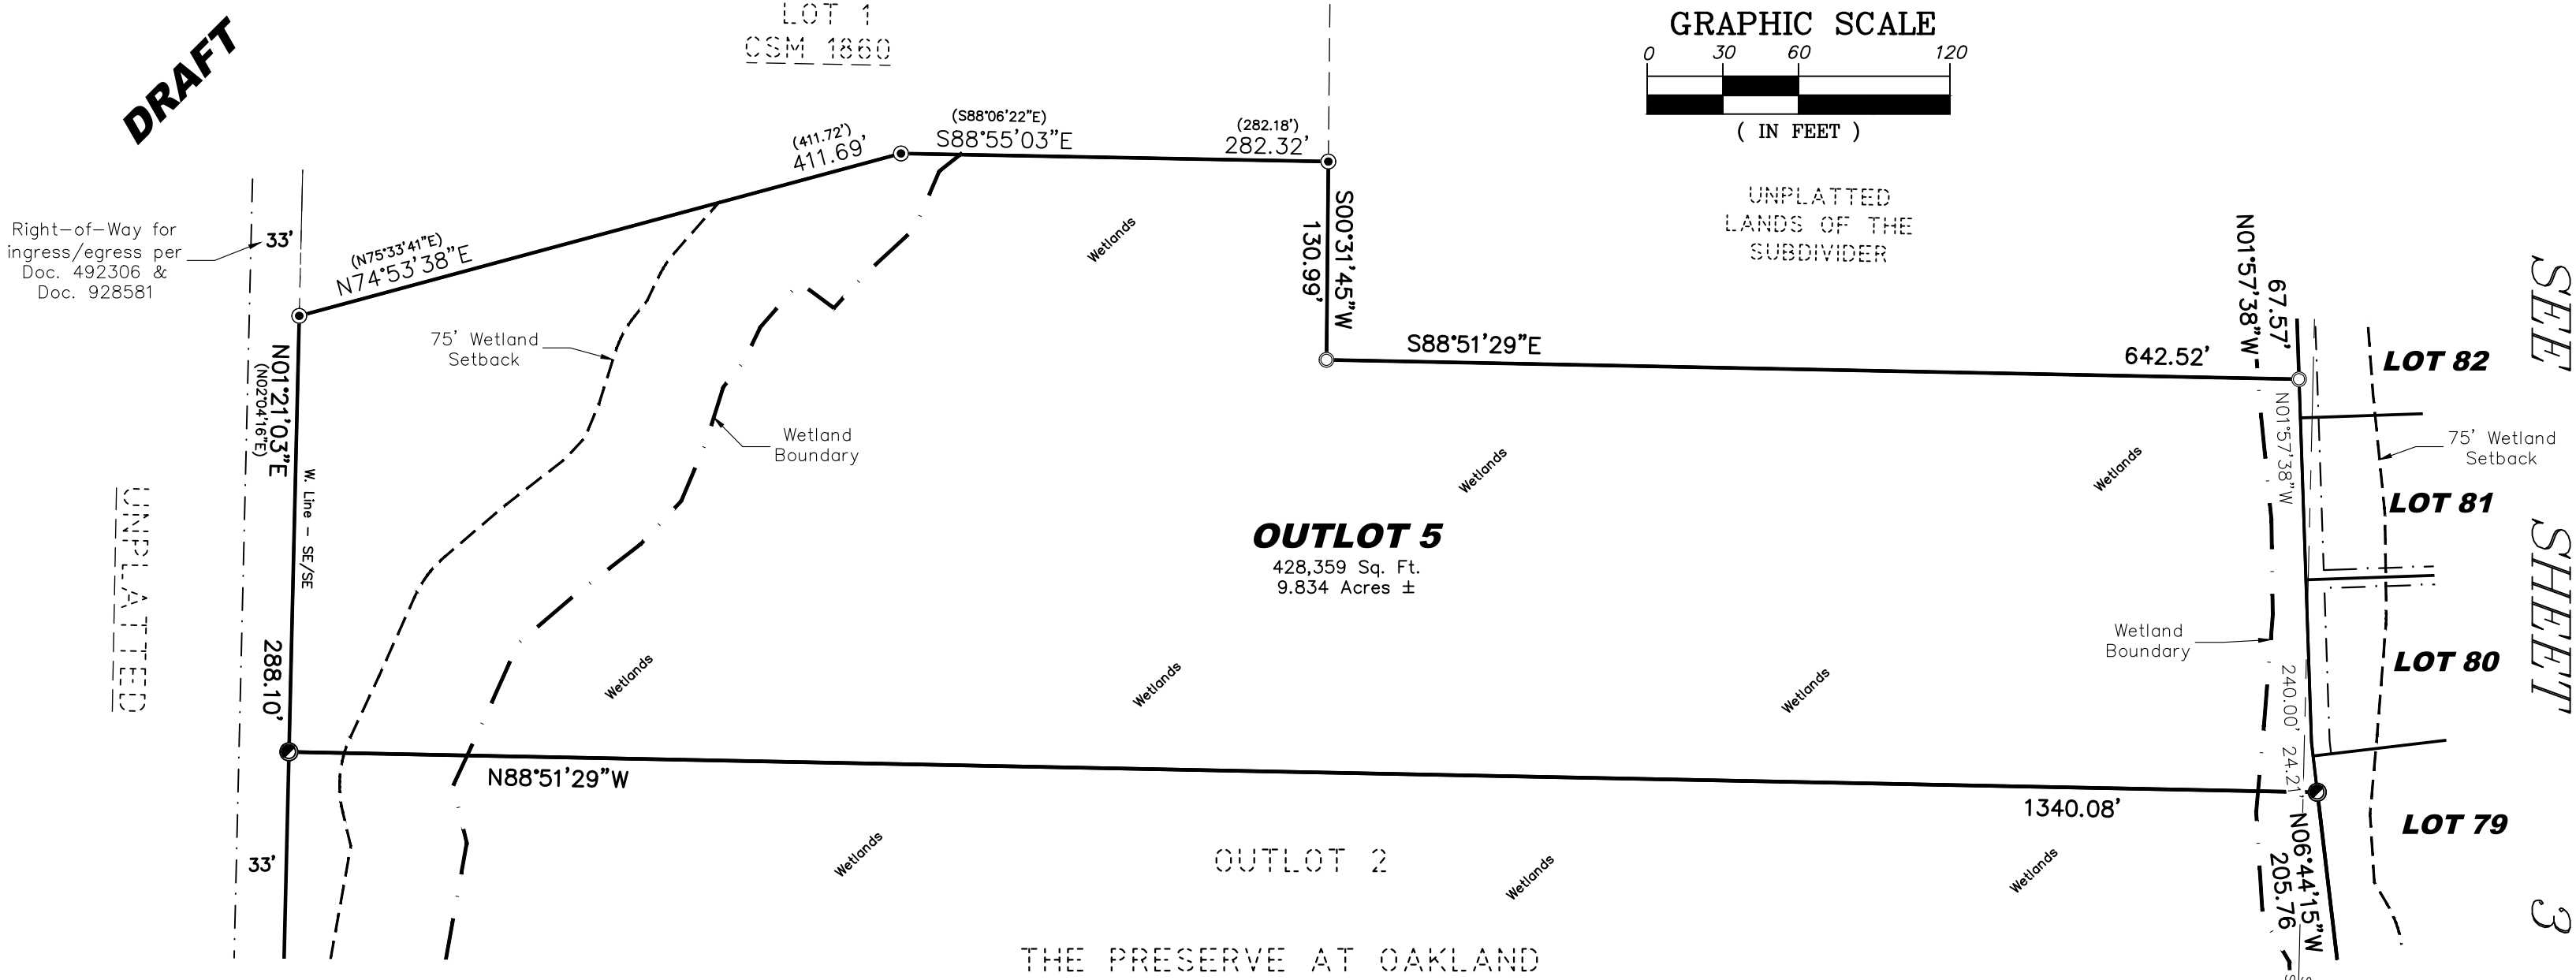 DRAFT
LOT 1
CSM 1860
GRAPHIC SCALE
0 30 60 120
( IN FEET )
UNPLATTED
LANDS OF THE
SUBDIVIDER
Right-of-Way for
ingress/egress per
Doc. 492306 &
Doc. 928581
33'
(N75°33'41"E)
N74°53'38"E
(411.72')
411.69'
(S88°06'22"E)
S88°55'03"E
(282.18')
282.32'
S00°31'45"W
130.99'
Wetlands
S88°51'29"E
642.52'
N01°57'38"W
67.57'
N01°57'38"W
SEE SHEET 3
LOT 82
75' Wetland
Setback
LOT 81
LOT 80
LOT 79
75' Wetland
Setback
Wetland
Boundary
N01°21'03"E
(N02°04'16"E)
W. Line - SE/SE
288.10'
UNPLATTED
Wetlands
Wetlands
OUTLOT 5
428,359 Sq. Ft.
9.834 Acres ±
Wetlands
Wetlands
Wetlands
Wetland
Boundary
240.00'
24.21'
N88°51'29"W
1340.08'
N06°44'15"W
205.76
33'
Wetlands
OUTLOT 2
Wetlands
Wetlands
THE PRESERVE AT OAKLAND